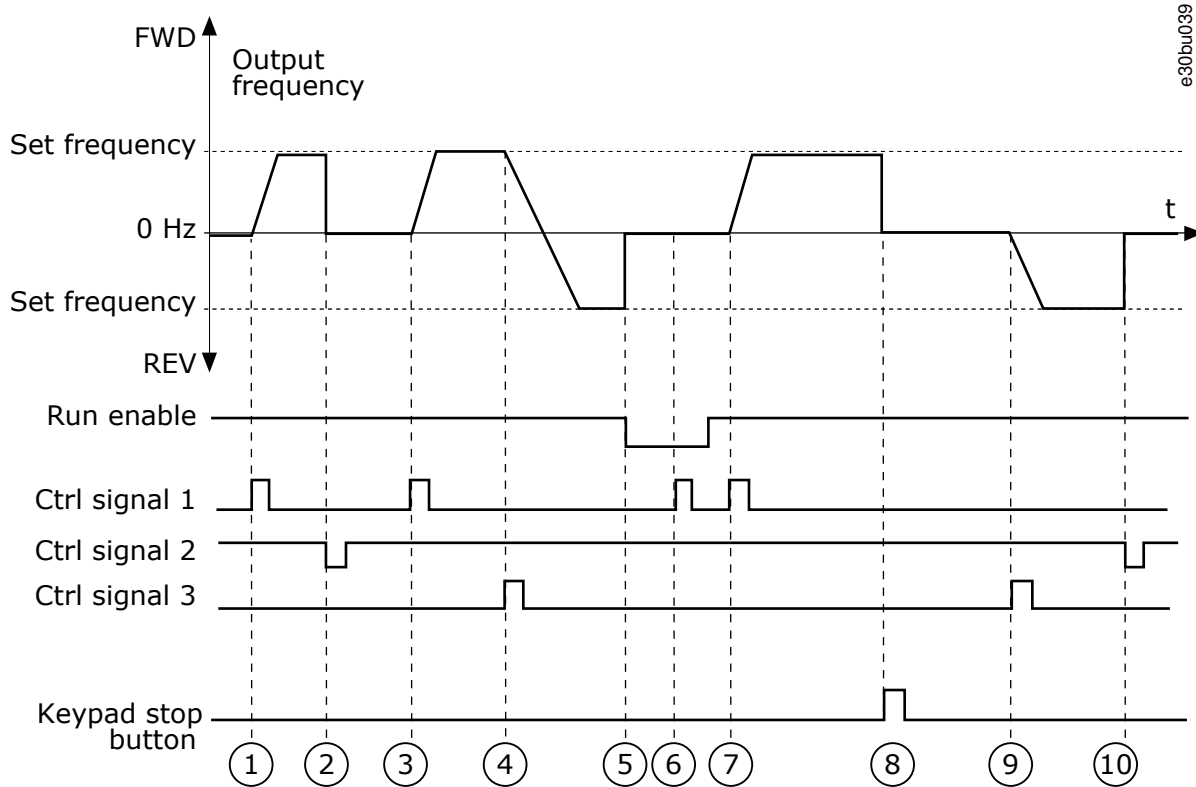 e30bu039
FWD
Output
frequency
Set frequency
t
0 Hz
Set frequency
REV
Run enable
Ctrl signal 1
Ctrl signal 2
Ctrl signal 3
Keypad stop
button
1 2 3 4 5 6 7 8 9 10